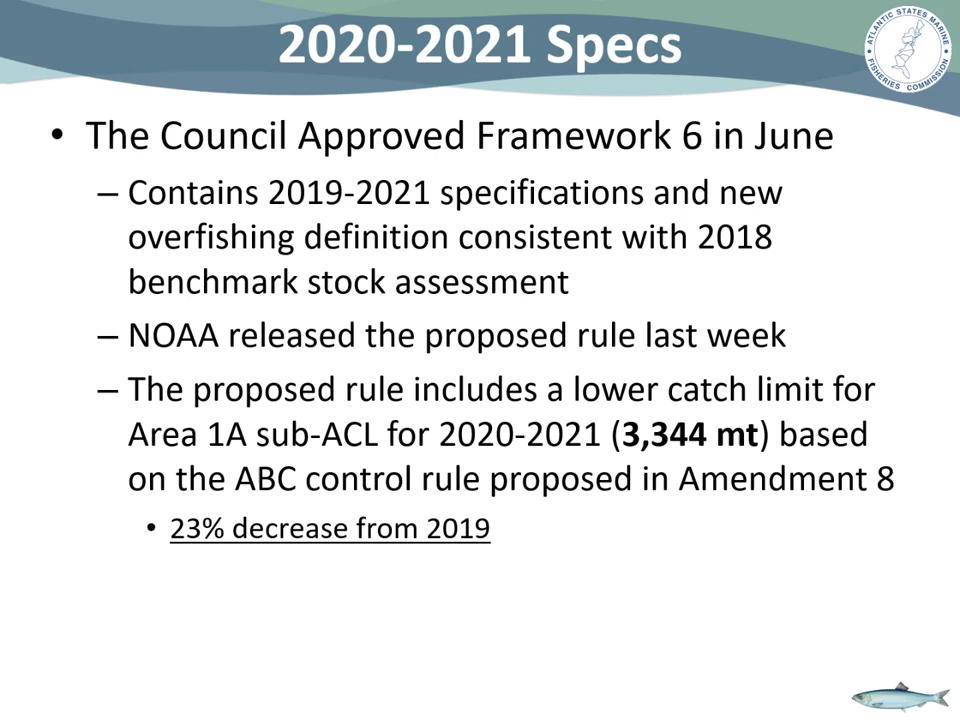 2020-2021 Specs
ATLANTIC STATES MARINE
FISHERIES COMMISSION
• The Council Approved Framework 6 in June
– Contains 2019-2021 specifications and new
overfishing definition consistent with 2018
benchmark stock assessment
– NOAA released the proposed rule last week
– The proposed rule includes a lower catch limit for
Area 1A sub-ACL for 2020-2021 (3,344 mt) based
on the ABC control rule proposed in Amendment 8
• 23% decrease from 2019